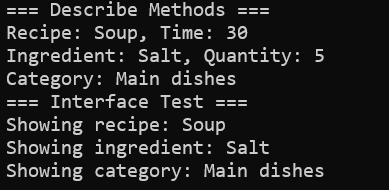 === Describe Methods ===
Recipe: Soup, Time: 30
Ingredient: Salt, Quantity: 5
Category: Main dishes
=== Interface Test ===
Showing recipe: Soup
Showing ingredient: Salt
Showing category: Main dishes